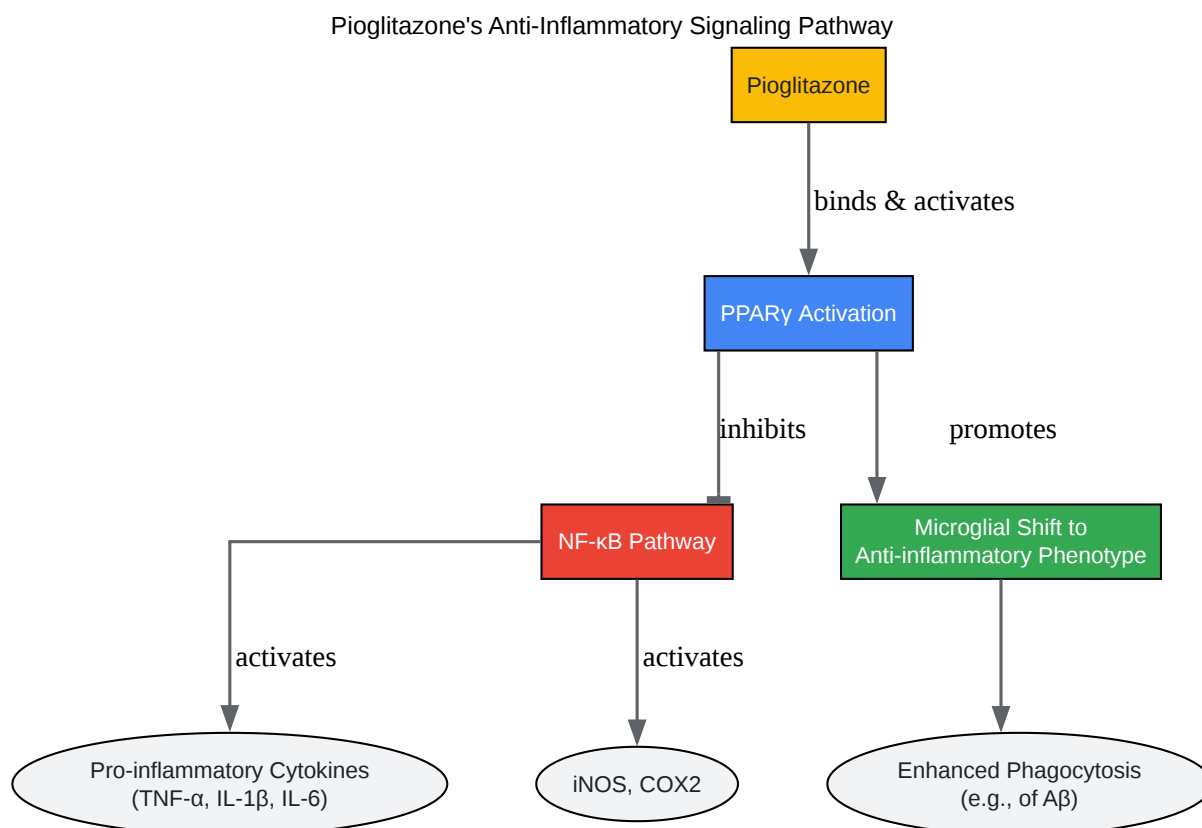 Pioglitazone's Anti-Inflammatory Signaling Pathway
Pioglitazone
binds & activates
PPARγ Activation
inhibits
promotes
NF-κB Pathway
Microglial Shift to
Anti-inflammatory Phenotype
activates
activates
Pro-inflammatory Cytokines
(TNF-α, IL-1β, IL-6)
iNOS, COX2
Enhanced Phagocytosis
(e.g., of Aβ)